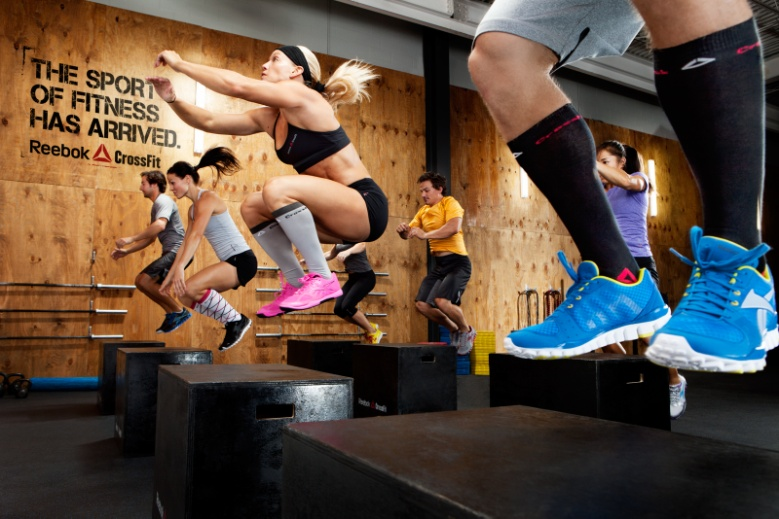 THE SPORT
OF FITNESS
HAS ARRIVED.
Reebok CrossFit